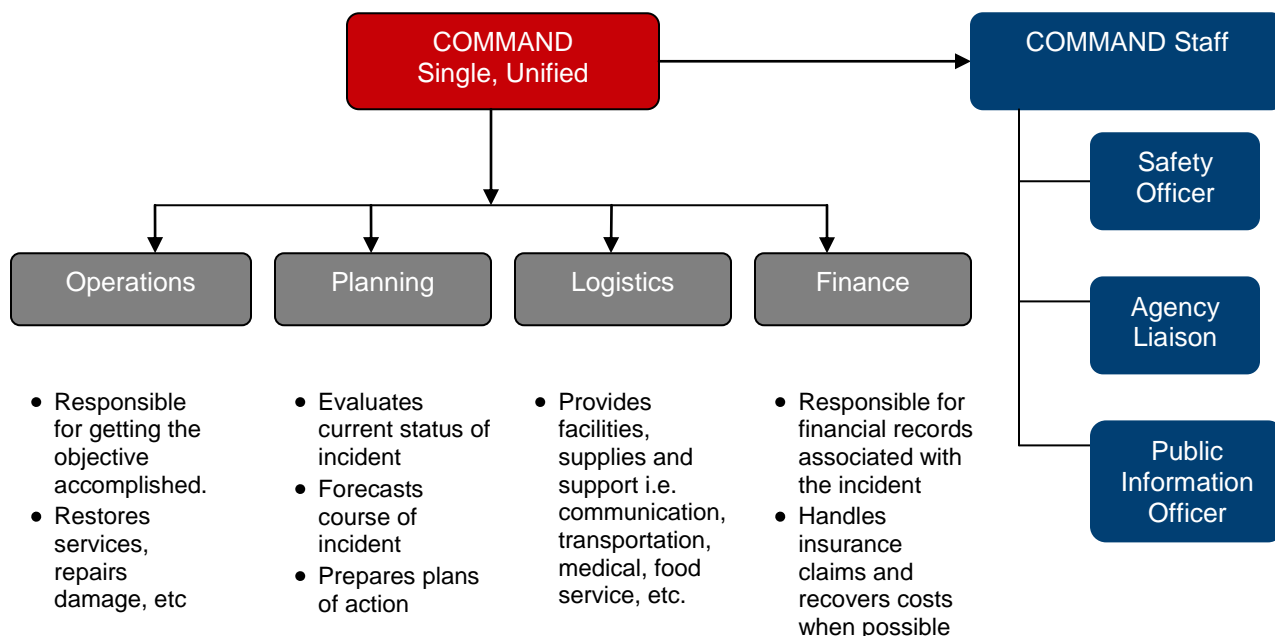 COMMAND
Single, Unified
COMMAND Staff
Safety
Officer
Agency
Liaison
Public
Information
Officer
Operations
Planning
Logistics
Finance
• Responsible
for getting the
objective
accomplished.
• Restores
services,
repairs
damage, etc
• Evaluates
current status of
incident
• Forecasts
course of
incident
• Prepares plans
of action
• Provides
facilities,
supplies and
support i.e.
communication,
transportation,
medical, food
service, etc.
• Responsible for
financial records
associated with
the incident
• Handles
insurance
claims and
recovers costs
when possible